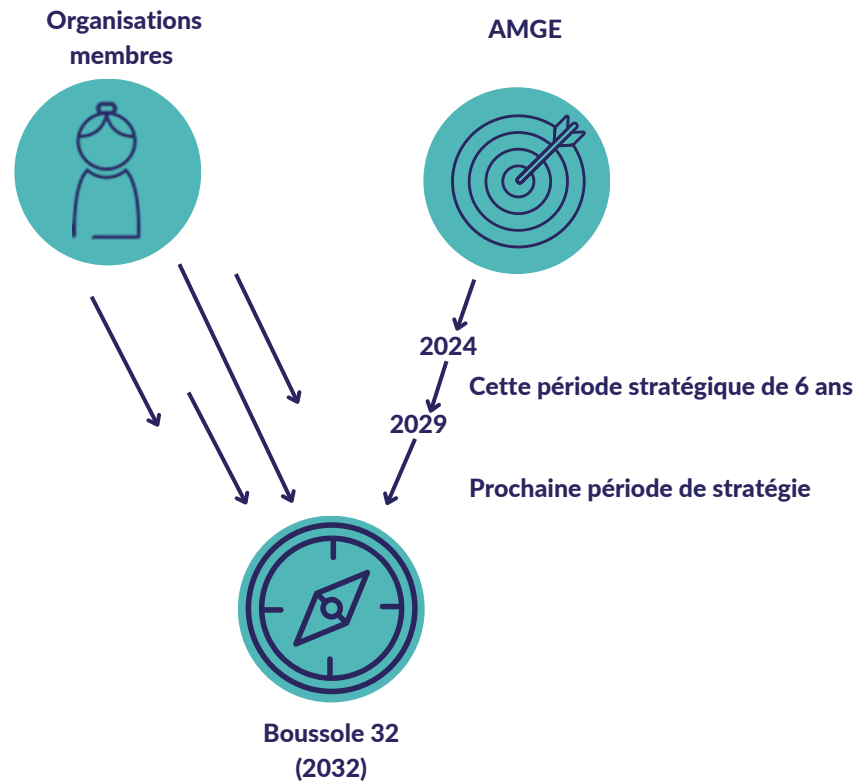 Organisations
membres
AMGE
2024
Cette période stratégique de 6 ans
2029
Prochaine période de stratégie
Boussole 32
(2032)